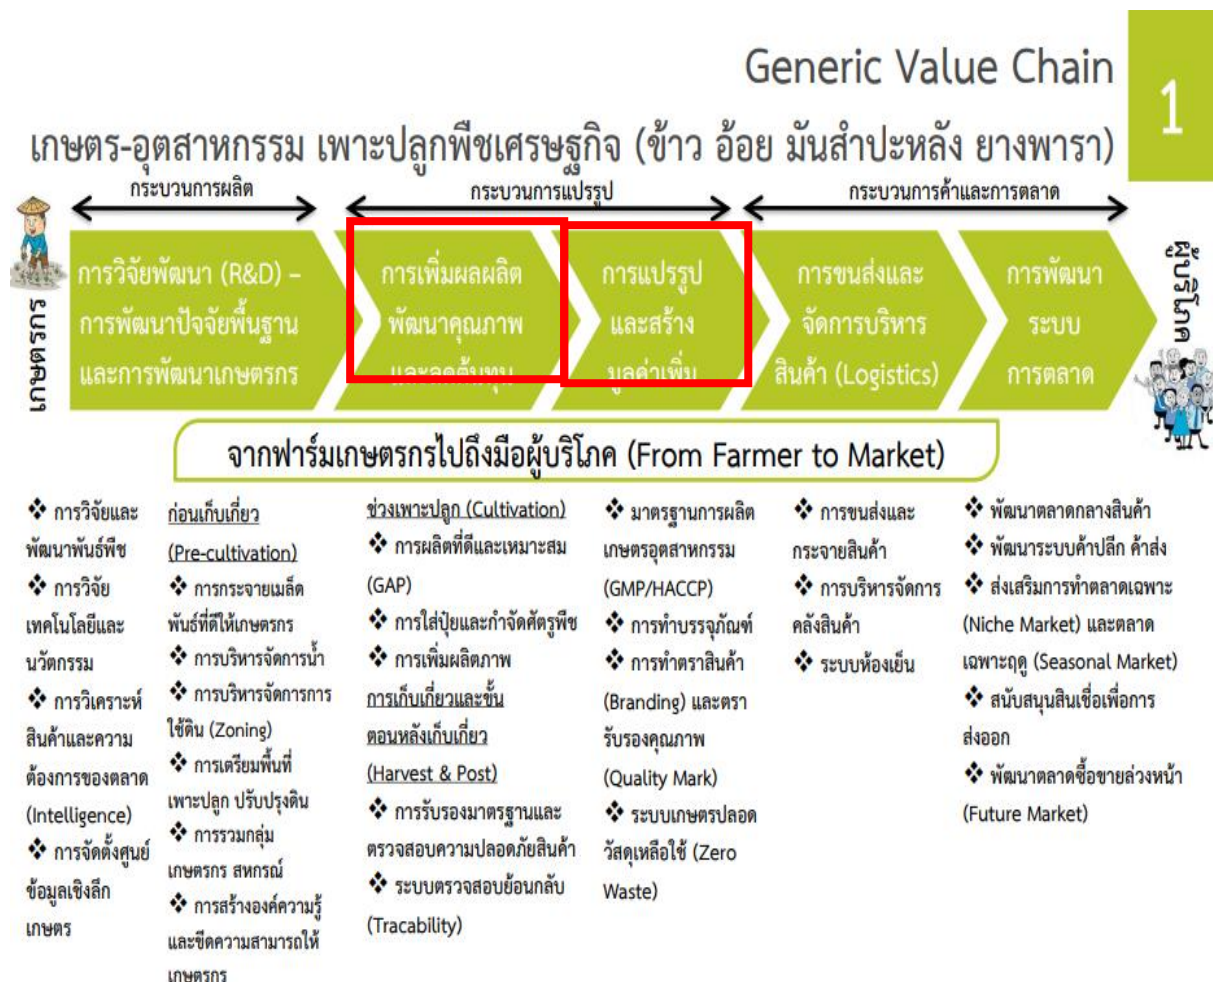 Generic Value Chain
1
เกษตร-อุตสาหกรรม เพาะปลูกพืชเศรษฐกิจ (ข้าว อ้อย มันสำปะหลัง ยางพารา)
กระบวนการผลิต
กระบวนการแปรรูป
กระบวนการค้าและการตลาด
เกษตรกร
การวิจัยพัฒนา (R&D) –
การพัฒนาปัจจัยพื้นฐาน
และการพัฒนาเกษตรกร
การเพิ่มผลผลิต
พัฒนาคุณภาพ
และลดต้นทุน
การแปรรูป
และสร้าง
มูลค่าเพิ่ม
การขนส่งและ
จัดการบริหาร
สินค้า (Logistics)
การพัฒนา
ระบบ
การตลาด
ผู้บริโภค
จากฟาร์มเกษตรกรไปถึงมือผู้บริโภค (From Farmer to Market)
❖ การวิจัยและ
พัฒนาพันธ์พืช
❖ การวิจัย
เทคโนโลยีและ
นวัตกรรม
❖ การวิเคราะห์
สินค้าและความ
ต้องการของตลาด
(Intelligence)
❖ การจัดตั้งศูนย์
ข้อมูลเชิงลึก
เกษตร
ก่อนเก็บเกี่ยว
(Pre-cultivation)
❖ การกระจายเมล็ด
พันธ์ที่ดีให้เกษตรกร
❖ การบริหารจัดการน้ำ
❖ การบริหารจัดการการ
ใช้ดิน (Zoning)
❖ การเตรียมพื้นที่
เพาะปลูก ปรับปรุงดิน
❖ การรวมกลุ่ม
เกษตรกร สหกรณ์
❖ การสร้างองค์ความรู้
และขีดความสามารถให้
เกษตรกร
ช่วงเพาะปลูก (Cultivation)
❖ การผลิตที่ดีและเหมาะสม
(GAP)
❖ การใส่ปุ๋ยและกำจัดศัตรูพืช
❖ การเพิ่มผลิตภาพ
การเก็บเกี่ยวและขั้น
ตอนหลังเก็บเกี่ยว
(Harvest & Post)
❖ การรับรองมาตรฐานและ
ตรวจสอบความปลอดภัยสินค้า
❖ ระบบตรวจสอบย้อนกลับ
(Tracability)
❖ มาตรฐานการผลิต
เกษตรอุตสาหกรรม
(GMP/HACCP)
❖ การทำบรรจุภัณฑ์
❖ การทำตราสินค้า
(Branding) และตรา
รับรองคุณภาพ
(Quality Mark)
❖ ระบบเกษตรปลอด
วัสดุเหลือใช้ (Zero
Waste)
❖ การขนส่งและ
กระจายสินค้า
❖ การบริหารจัดการ
คลังสินค้า
❖ ระบบห้องเย็น
❖ พัฒนาตลาดกลางสินค้า
❖ พัฒนาระบบค้าปลีก ค้าส่ง
❖ ส่งเสริมการทำตลาดเฉพาะ
(Niche Market) และตลาด
เฉพาะฤดู (Seasonal Market)
❖ สนับสนุนสินเชื่อเพื่อการ
ส่งออก
❖ พัฒนาตลาดซื้อขายล่วงหน้า
(Future Market)